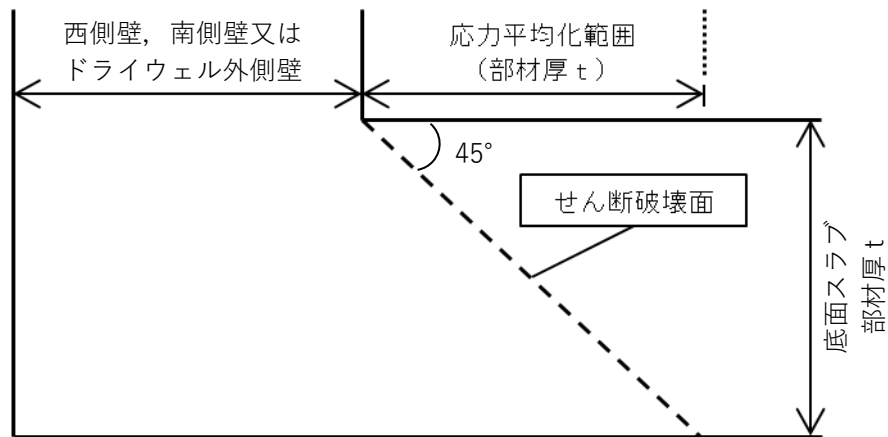 西側壁，南側壁又は
ドライウェル外側壁
応力平均化範囲
（部材厚ｔ）
45°
せん断破壊面
底面スラブ
部材厚ｔ